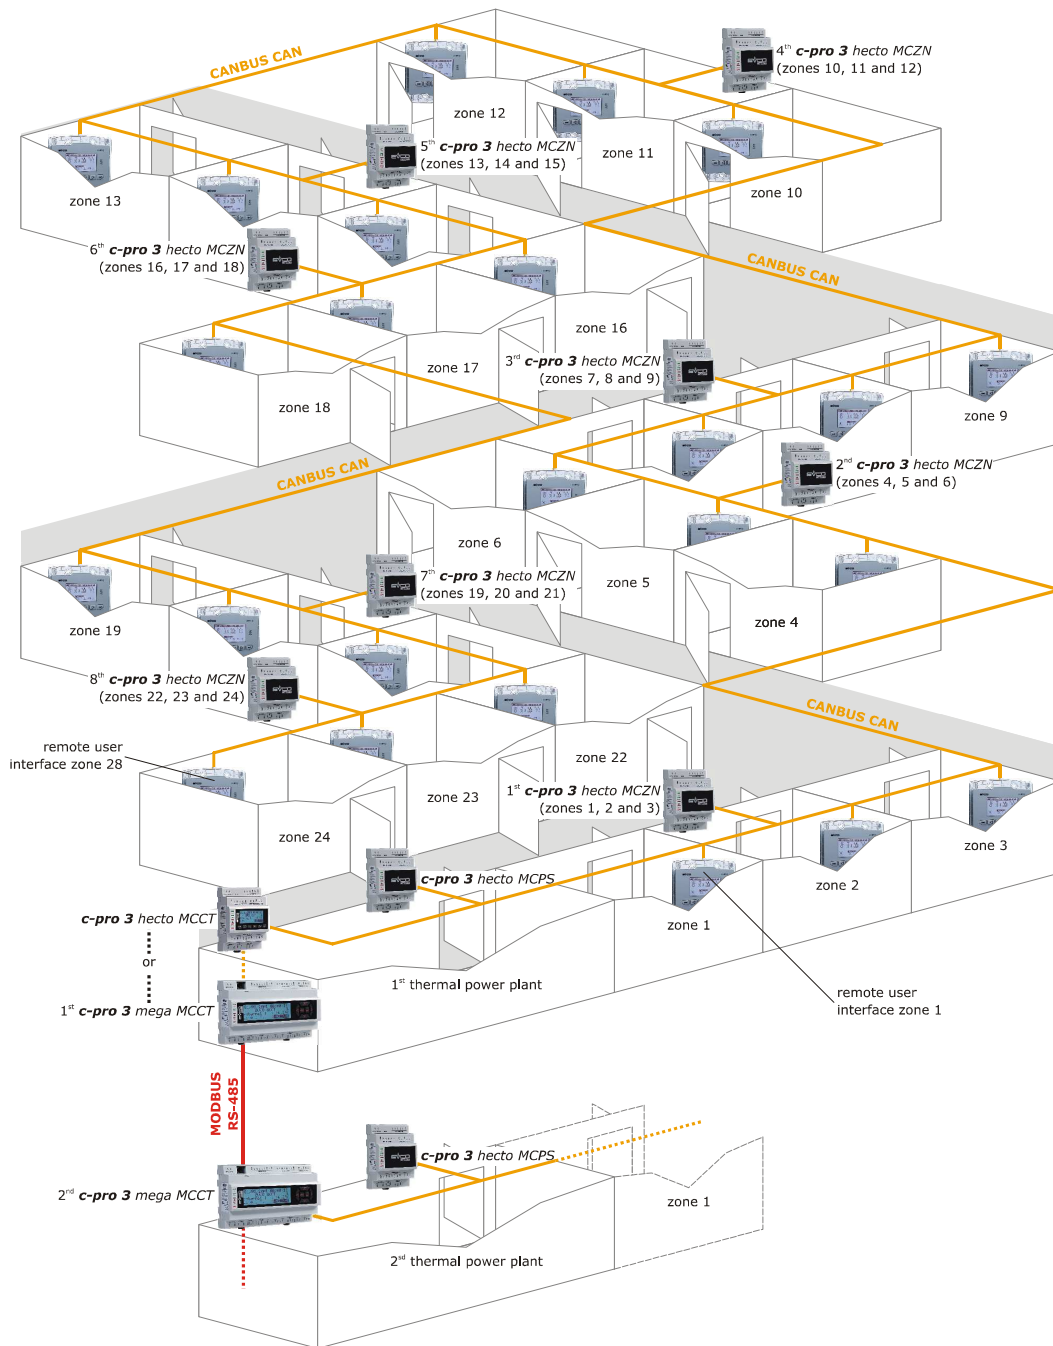 CANBUS CAN
4th c-pro 3 hecto MCZN
(zones 10, 11 and 12)
zone 12
zone 11
zone 10
5th c-pro 3 hecto MCZN
(zones 13, 14 and 15)
zone 13
6th c-pro 3 hecto MCZN
(zones 16, 17 and 18)
CANBUS CAN
zone 16
zone 17
zone 18
3rd c-pro 3 hecto MCZN
(zones 7, 8 and 9)
zone 9
2nd c-pro 3 hecto MCZN
(zones 4, 5 and 6)
CANBUS CAN
zone 6
zone 5
zone 4
7th c-pro 3 hecto MCZN
(zones 19, 20 and 21)
zone 19
8th c-pro 3 hecto MCZN
(zones 22, 23 and 24)
CANBUS CAN
remote user
interface zone 28
zone 22
zone 23
zone 24
1st c-pro 3 hecto MCZN
(zones 1, 2 and 3)
zone 3
zone 2
zone 1
c-pro 3 hecto MCPS
c-pro 3 hecto MCCT
or
1st c-pro 3 mega MCCT
1st thermal power plant
remote user
interface zone 1
MODBUS
RS-485
c-pro 3 hecto MCPS
2nd c-pro 3 mega MCCT
zone 1
2sd thermal power plant